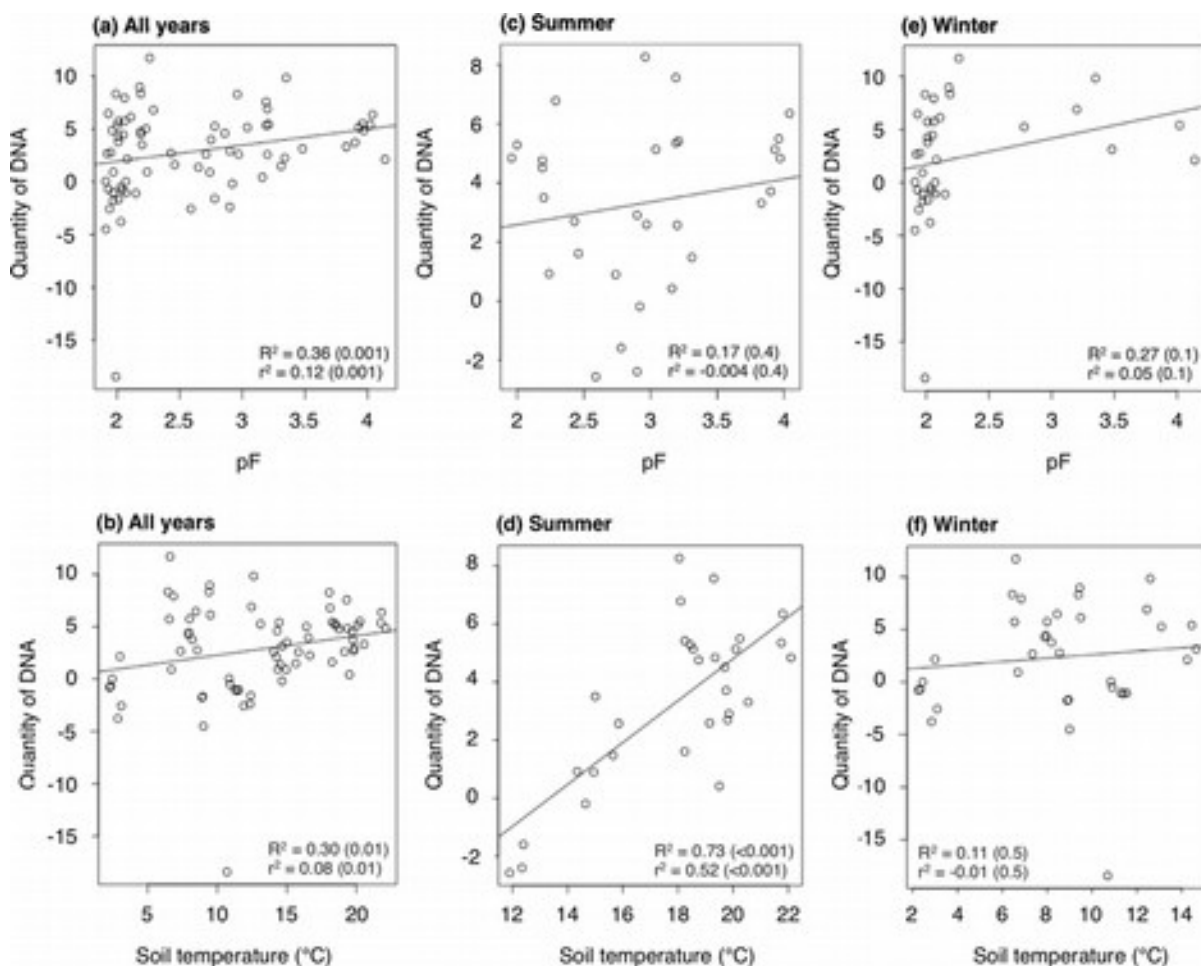 (a) All years
Quantity of DNA
10
5
0
-5
-10
-15
R² = 0.36 (0.001)
r² = 0.12 (0.001)
2 2.5 3 3.5 4
pF
(c) Summer
Quantity of DNA
8
6
4
2
0
-2
R² = 0.17 (0.4)
r² = -0.004 (0.4)
2 2.5 3 3.5 4
pF
(e) Winter
Quantity of DNA
10
5
0
-5
-10
-15
R² = 0.27 (0.1)
r² = 0.05 (0.1)
2 2.5 3 3.5 4
pF
(b) All years
Quantity of DNA
10
5
0
-5
-10
-15
R² = 0.30 (0.01)
r² = 0.08 (0.01)
5 10 15 20
Soil temperature (°C)
(d) Summer
Quantity of DNA
8
6
4
2
0
-2
R² = 0.73 (<0.001)
r² = 0.52 (<0.001)
12 14 16 18 20 22
Soil temperature (°C)
(f) Winter
Quantity of DNA
10
5
0
-5
-10
-15
R² = 0.11 (0.5)
r² = -0.01 (0.5)
2 4 6 8 10 12 14
Soil temperature (°C)